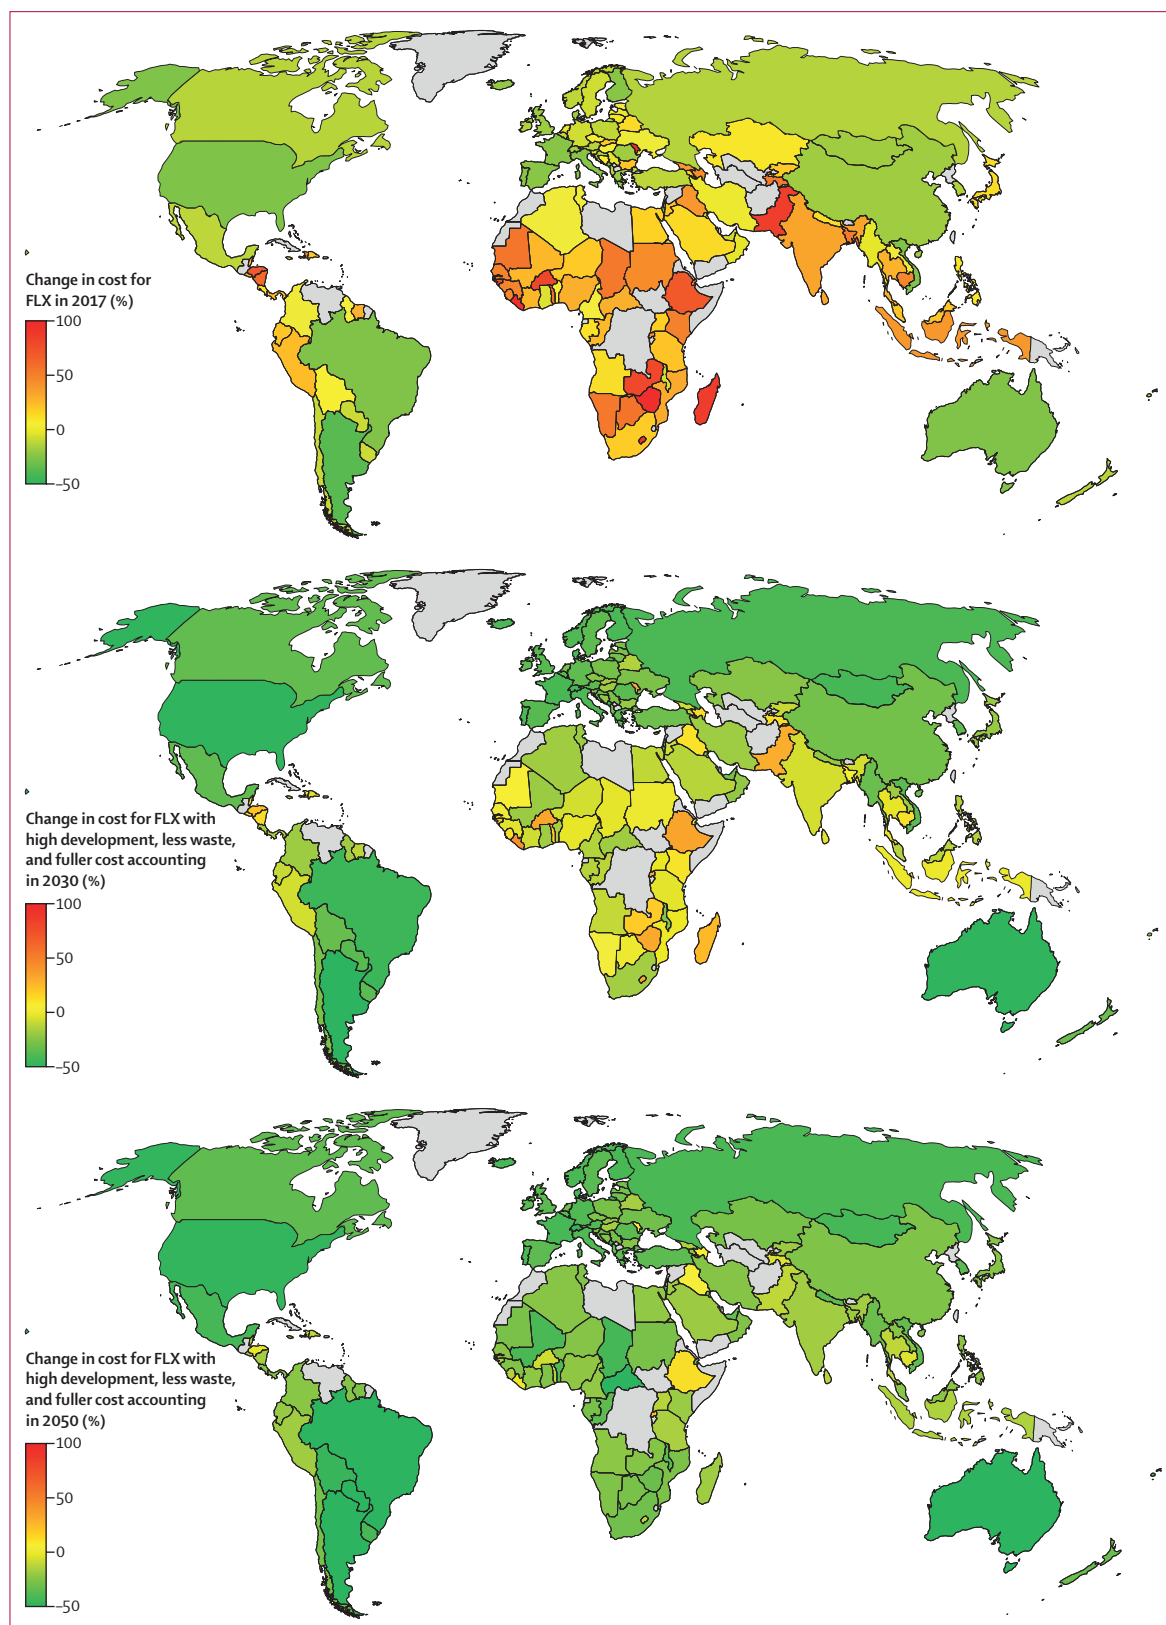 Change in cost for
FLX in 2017 (%)
100
50
0
–50
Change in cost for FLX with
high development, less waste,
and fuller cost accounting
in 2030 (%)
100
50
0
–50
Change in cost for FLX with
high development, less waste,
and fuller cost accounting
in 2050 (%)
100
50
0
–50